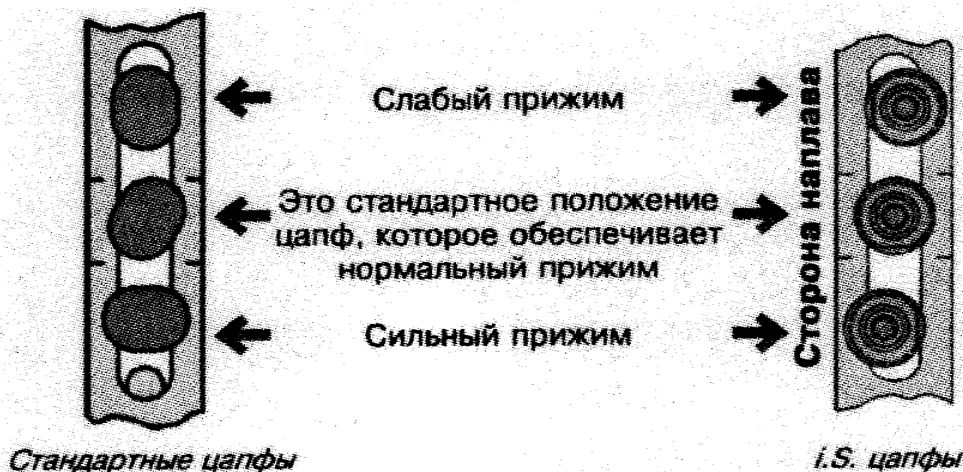 Слабый прижим
Это стандартное положение
цапф, которое обеспечивает
нормальный прижим
Сильный прижим
Сторона наплава
Стандартные цапфы
i.S. цапфы